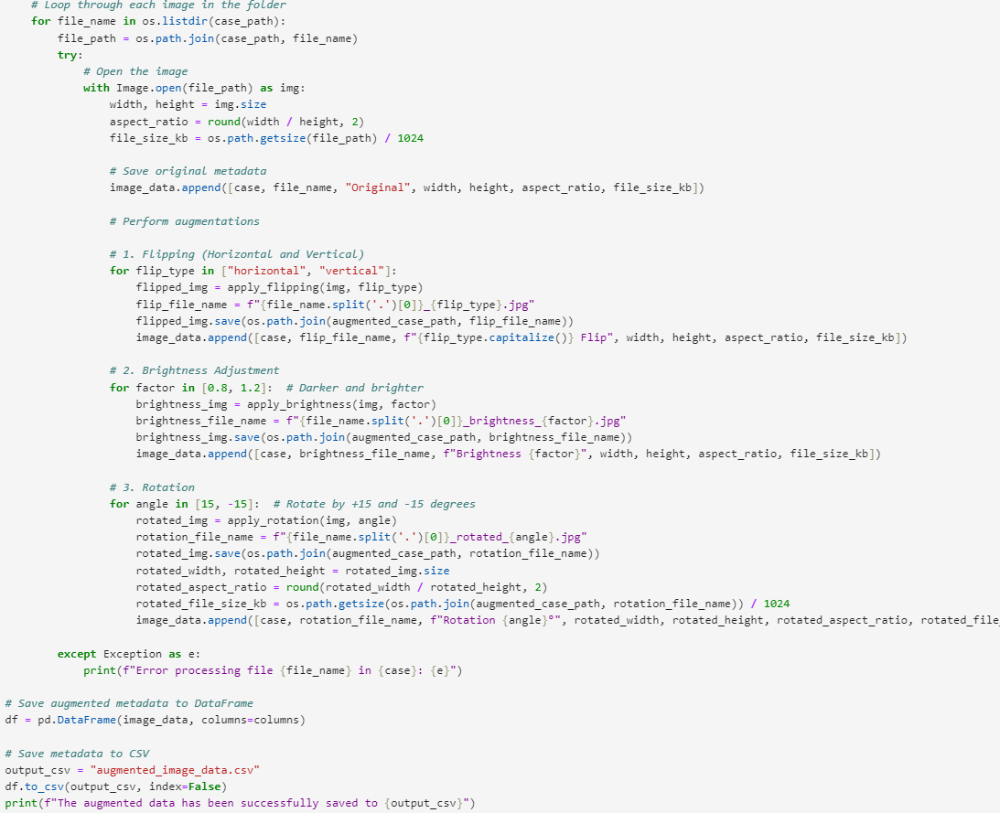 # Loop through each image in the folder
for file_name in os.listdir(case_path):
file_path = os.path.join(case_path, file_name)
try:
# Open the image
with Image.open(file_path) as img:
width, height = img.size
aspect_ratio = round(width / height, 2)
file_size_kb = os.path.getsize(file_path) / 1024
# Save original metadata
image_data.append([case, file_name, "Original", width, height, aspect_ratio, file_size_kb])
# Perform augmentations
# 1. Flipping (Horizontal and Vertical)
for flip_type in ["horizontal", "vertical"]:
flipped_img = apply_flipping(img, flip_type)
flip_file_name = f"{file_name.split('.')[0]}_{flip_type}.jpg"
flipped_img.save(os.path.join(augmented_case_path, flip_file_name))
image_data.append([case, flip_file_name, f"{flip_type.capitalize()} Flip", width, height, aspect_ratio, file_size_kb])
# 2. Brightness Adjustment
for factor in [0.8, 1.2]:  # Darker and brighter
brightness_img = apply_brightness(img, factor)
brightness_file_name = f"{file_name.split('.')[0]}_brightness_{factor}.jpg"
brightness_img.save(os.path.join(augmented_case_path, brightness_file_name))
image_data.append([case, brightness_file_name, f"Brightness {factor}", width, height, aspect_ratio, file_size_kb])
# 3. Rotation
for angle in [15, -15]:  # Rotate by +15 and -15 degrees
rotated_img = apply_rotation(img, angle)
rotation_file_name = f"{file_name.split('.')[0]}_rotated_{angle}.jpg"
rotated_img.save(os.path.join(augmented_case_path, rotation_file_name))
rotated_width, rotated_height = rotated_img.size
rotated_aspect_ratio = round(rotated_width / rotated_height, 2)
rotated_file_size_kb = os.path.getsize(os.path.join(augmented_case_path, rotation_file_name)) / 1024
image_data.append([case, rotation_file_name, f"Rotation {angle}°", rotated_width, rotated_height, rotated_aspect_ratio, rotated_file_
except Exception as e:
print(f"Error processing file {file_name} in {case}: {e}")
# Save augmented metadata to DataFrame
df = pd.DataFrame(image_data, columns=columns)
# Save metadata to CSV
output_csv = "augmented_image_data.csv"
df.to_csv(output_csv, index=False)
print(f"The augmented data has been successfully saved to {output_csv}")